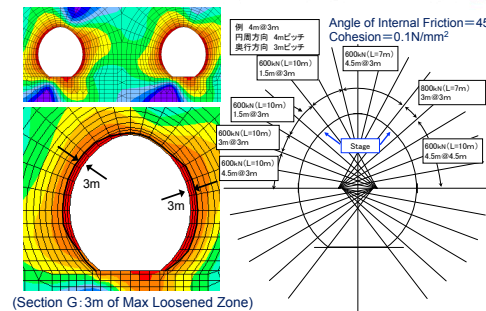 例 4m@3m
円周方向 4mピッチ
奥行方向 3mピッチ
Angle of Internal Friction=45
Cohesion=0.1N/mm²
600kN(L=10m)
1.5m@3m
600kN(L=7m)
4.5m@3m
800kN(L=7m)
3m@3m
600kN(L=10m)
1.5m@3m
600kN(L=10m)
3m@3m
600kN(L=10m)
4.5m@3m
600kN(L=10m)
4.5m@4.5m
Stage
3m
3m
(Section G:3m of Max Loosened Zone)